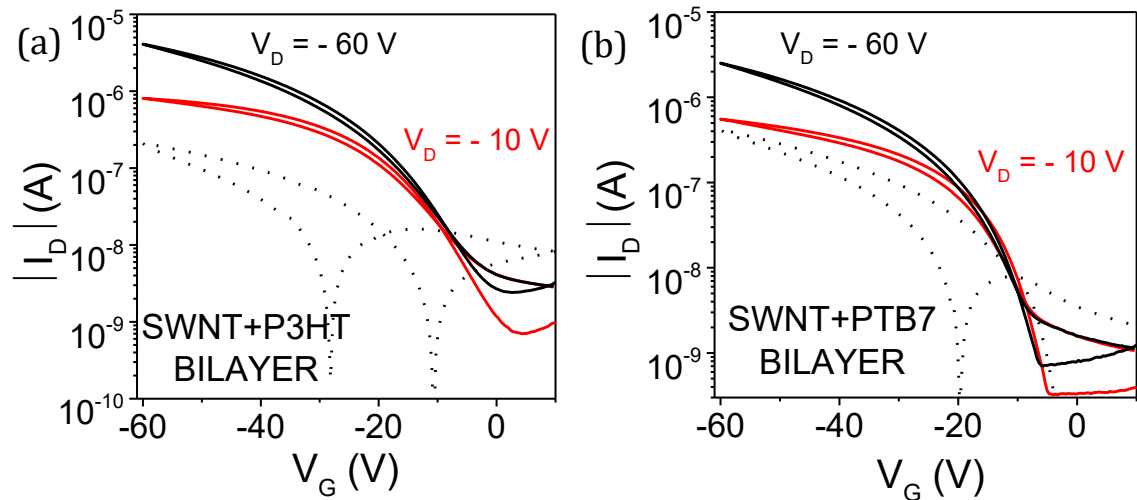 (a)
V_D = - 60 V
V_D = - 10 V
SWNT+P3HT
BILAYER
| I_D | (A)
10^-5
10^-6
10^-7
10^-8
10^-9
10^-10
-60
-40
-20
0
V_G (V)
(b)
V_D = - 60 V
V_D = - 10 V
SWNT+PTB7
BILAYER
| I_D | (A)
10^-5
10^-6
10^-7
10^-8
10^-9
-60
-40
-20
0
V_G (V)